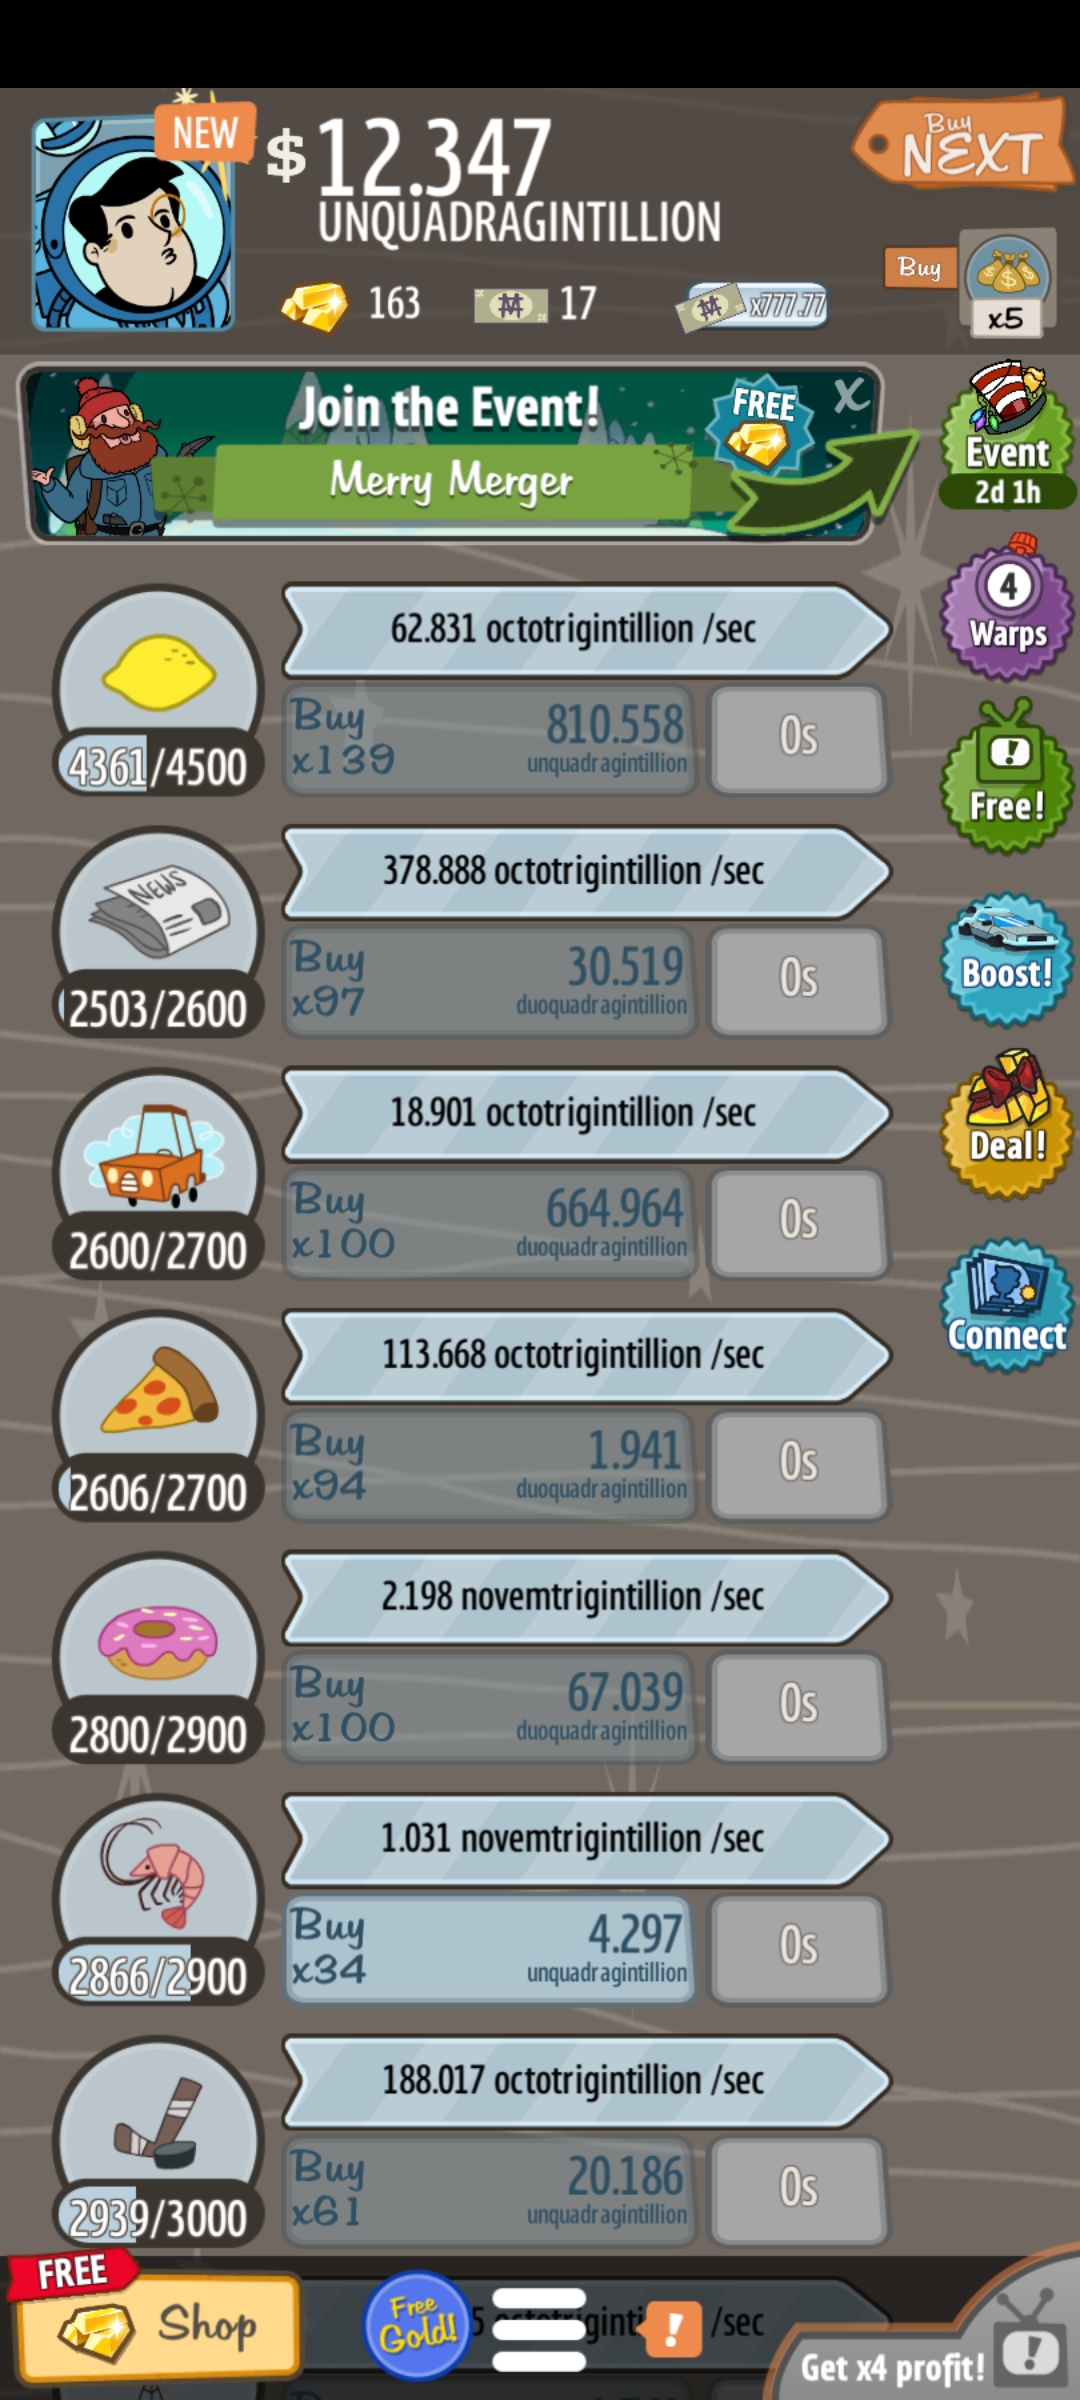 NEW
$12.347
UNQUADRAGINTILLION
Buy
NEXT
163
17
x777.77
Buy
x5
Join the Event!
Merry Merger
FREE
X
Event
2d 1h
4
Warps
Free!
Boost!
Deal!
Connect
62.831 octotrigintillion /sec
4361/4500
Buy
x139
810.558
unquadragintillion
0s
NEWS
378.888 octotrigintillion /sec
2503/2600
Buy
x97
30.519
duoquadragintillion
0s
18.901 octotrigintillion /sec
2600/2700
Buy
x100
664.964
duoquadragintillion
0s
113.668 octotrigintillion /sec
2606/2700
Buy
x94
1.941
duoquadragintillion
0s
2.198 novemtrigintillion /sec
2800/2900
Buy
x100
67.039
duoquadragintillion
0s
1.031 novemtrigintillion /sec
2866/2900
Buy
x34
4.297
unquadragintillion
0s
188.017 octotrigintillion /sec
2939/3000
Buy
x61
20.186
unquadragintillion
0s
FREE
Shop
Free
Gold!
!
/sec
Get x4 profit!
!